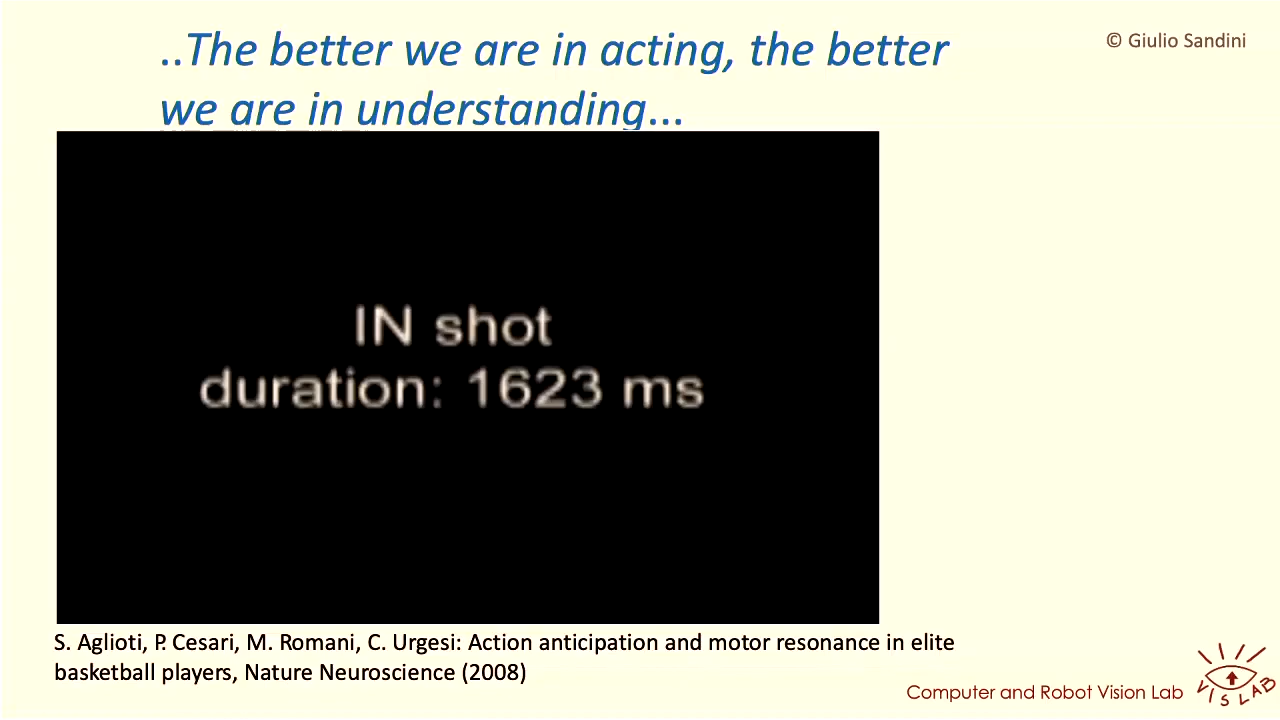 ..The better we are in acting, the better
we are in understanding...
© Giulio Sandini
IN shot
duration: 1623 ms
S. Aglioti, P. Cesari, M. Romani, C. Urgesi: Action anticipation and motor resonance in elite
basketball players, Nature Neuroscience (2008)
Computer and Robot Vision Lab
VISLAB